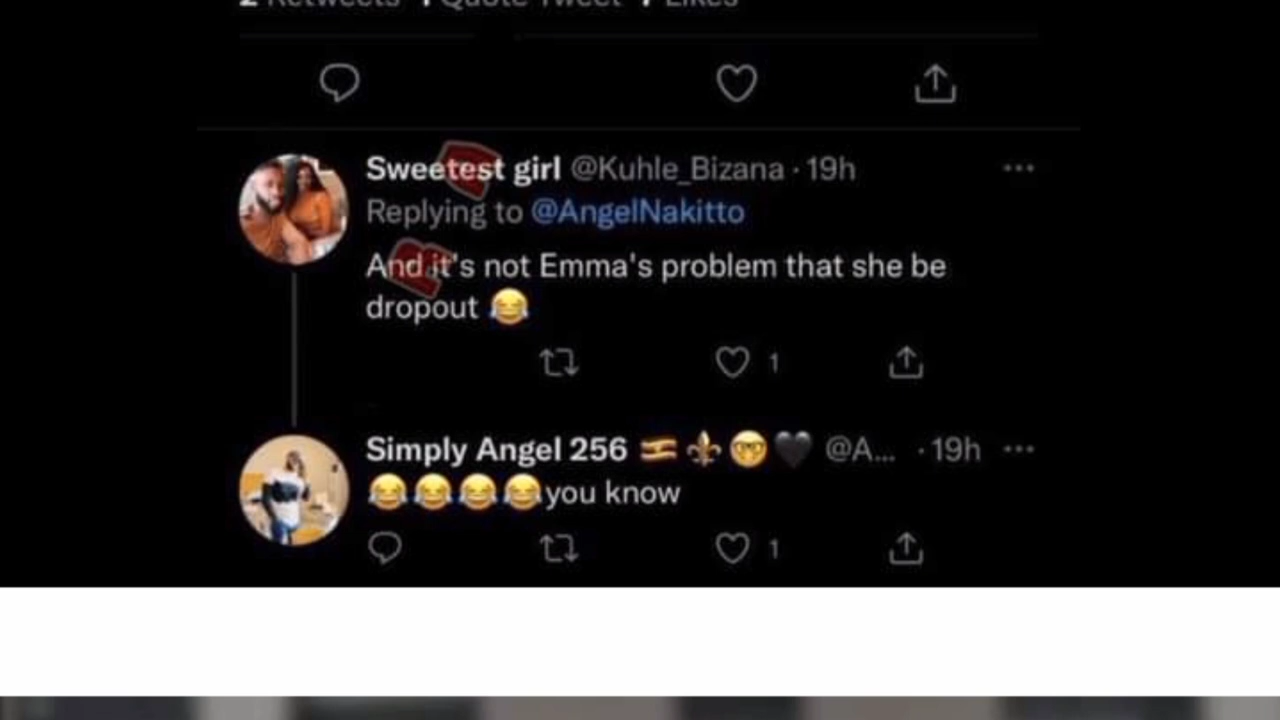 2 Retweets 1 Quote Tweet 7 Likes
Sweetest girl @Kuhle_Bizana · 19h
Replying to @AngelNakitto
And it's not Emma's problem that she be
dropout 😂
1
Simply Angel 256 🇺🇬⚜️🤓🖤 @A... · 19h
😂😂😂😂you know
1